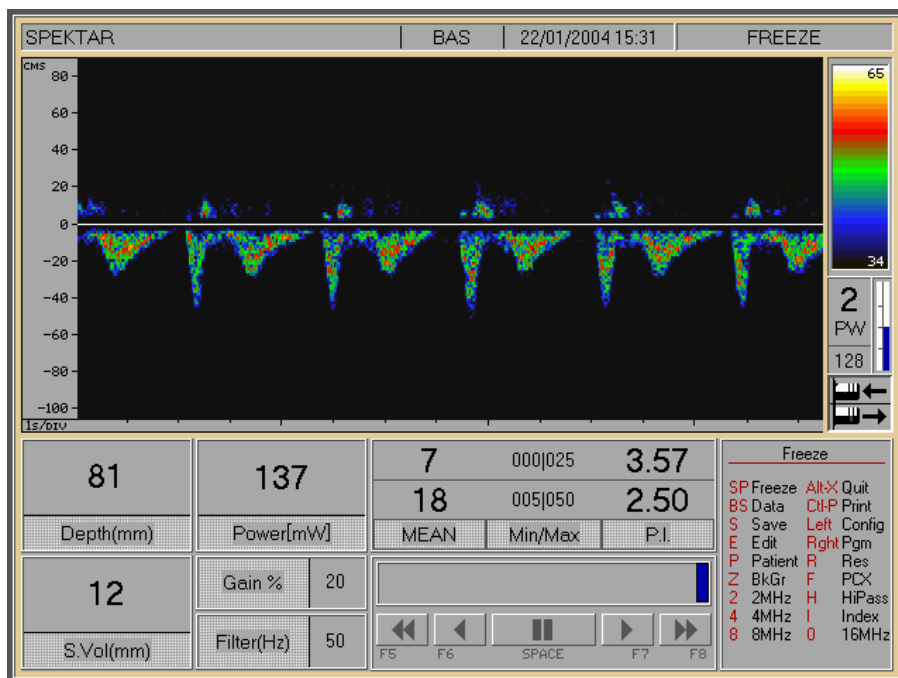 SPEKTAR BAS 22/01/2004 15:31 FREEZE
CMS
80
60
40
20
0
-20
-40
-60
-80
-100
1s/DIV
65
34
2
PW
128
81
Depth(mm)
137
Power[mW]
12
S.Vol(mm)
Gain % 20
Filter(Hz) 50
7 000|025 3.57
18 005|050 2.50
MEAN Min/Max P.I.
F5 F6 SPACE F7 F8
Freeze
SP Freeze Alt-X Quit
BS Data Ctl-P Print
S Save Left Config
E Edit Rght Pgm
P Patient R Res
Z BkGr F PCX
2 2MHz H HiPass
4 4MHz I Index
8 8MHz 0 16MHz